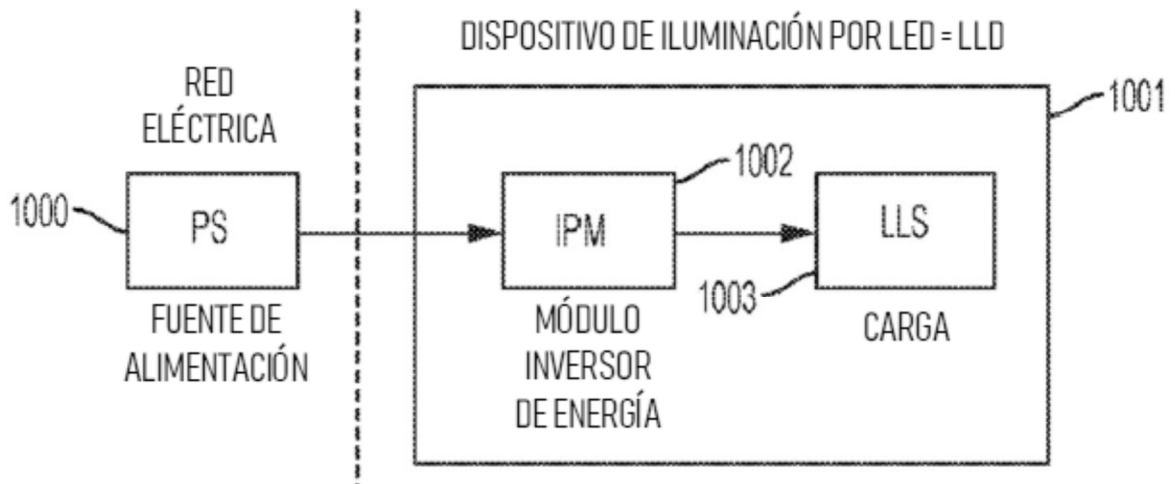 DISPOSITIVO DE ILUMINACIÓN POR LED = LLD
RED
ELÉCTRICA
1001
1002
1000
PS
IPM
LLS
1003
FUENTE DE
ALIMENTACIÓN
MÓDULO
INVERSOR
DE ENERGÍA
CARGA